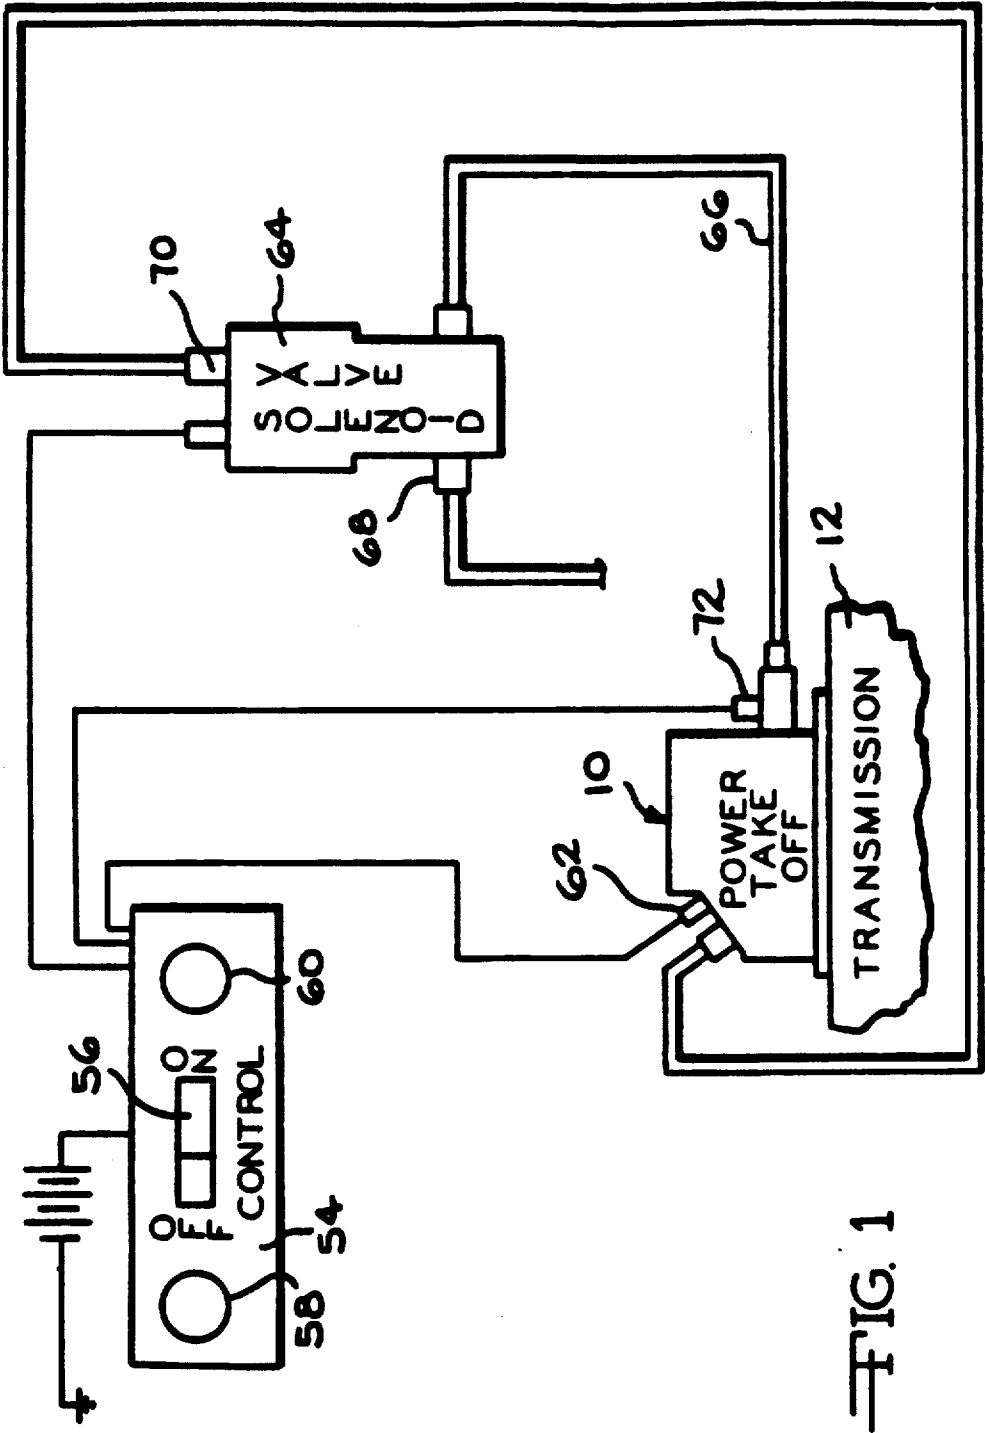 56
OFF
ON
CONTROL
58
54
60
70
64
SOLENOID
VALVE
68
66
62
10
72
POWER
TAKE
OFF
12
TRANSMISSION
FIG. 1